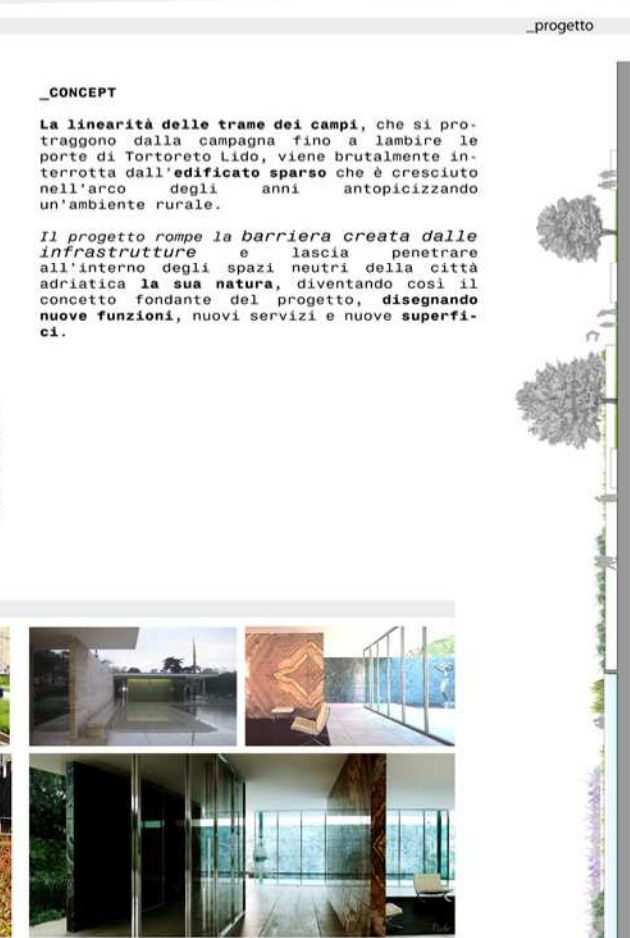 _progetto
_CONCEPT
La linearità delle trame dei campi, che si pro-
traggono dalla campagna fino a lambire le
porte di Tortoreto Lido, viene brutalmente in-
terrotta dall'edificato sparso che è cresciuto
nell'arco degli anni antopicizzando
un'ambiente rurale.
Il progetto rompe la barriera creata dalle
infrastrutture e lascia penetrare
all'interno degli spazi neutri della città
adriatica la sua natura, diventando così il
concetto fondante del progetto, disegnando
nuove funzioni, nuovi servizi e nuove superfi-
ci.